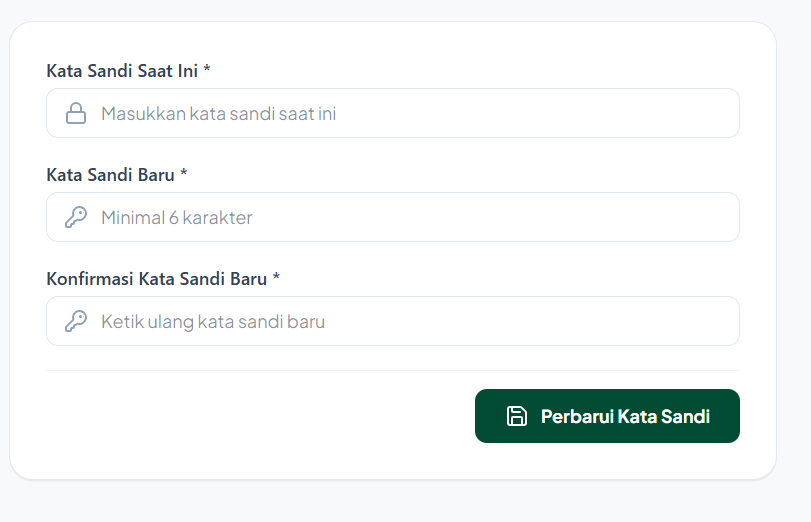 Kata Sandi Saat Ini *
Masukkan kata sandi saat ini
Kata Sandi Baru *
Minimal 6 karakter
Konfirmasi Kata Sandi Baru *
Ketik ulang kata sandi baru
Perbarui Kata Sandi